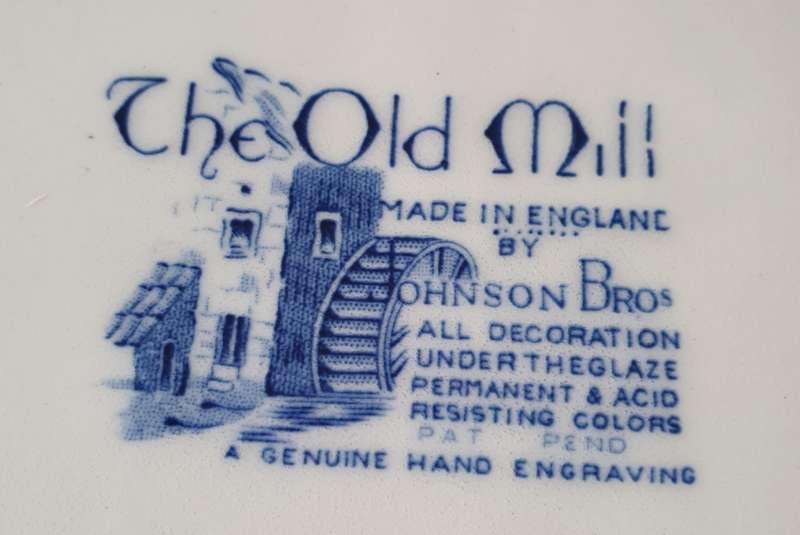 The Old Mill
MADE IN ENGLAND
BY
JOHNSON BROS
ALL DECORATION
UNDERTHEGLAZE
PERMANENT & ACID
RESISTING COLORS
PAT PEND
A GENUINE HAND ENGRAVING